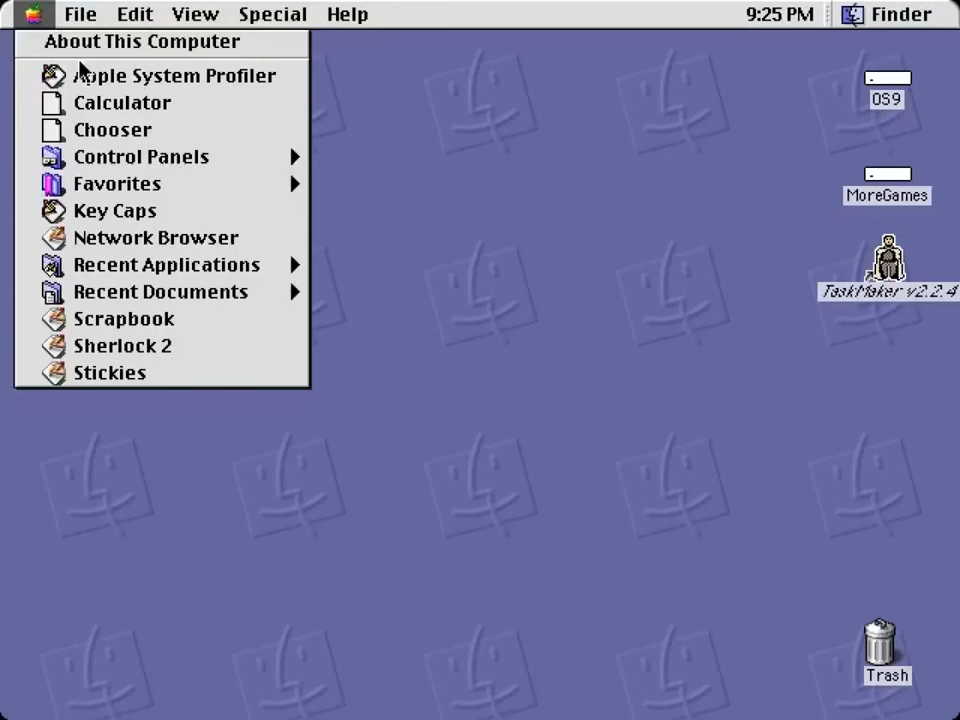 File Edit View Special Help 9:25 PM Finder
About This Computer
Apple System Profiler
Calculator
Chooser
Control Panels
Favorites
Key Caps
Network Browser
Recent Applications
Recent Documents
Scrapbook
Sherlock 2
Stickies
OS9
MoreGames
TaskMaker v2.2.4
Trash